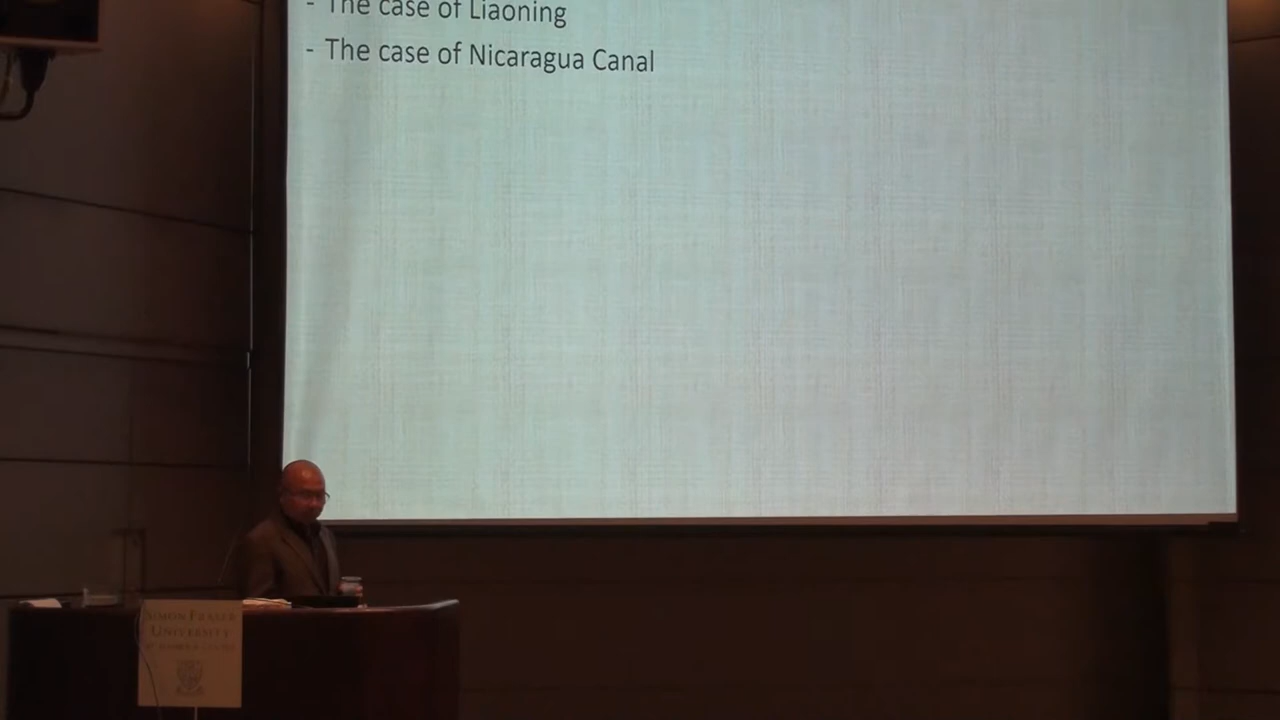 - The case of Liaoning
- The case of Nicaragua Canal
SIMON FRASER
UNIVERSITY